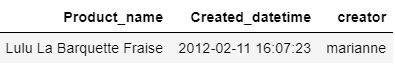 Product_name Created_datetime creator
Lulu La Barquette Fraise 2012-02-11 16:07:23 marianne